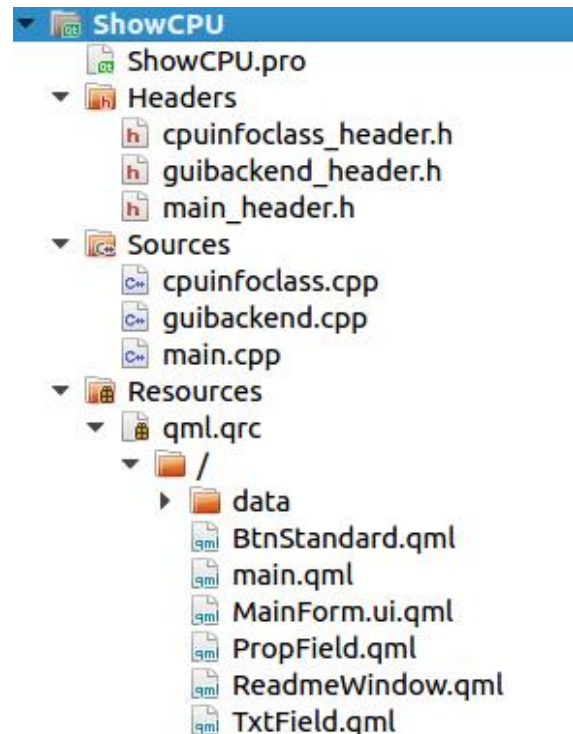 ShowCPU
ShowCPU.pro
Headers
cpuinfoclass_header.h
guibackend_header.h
main_header.h
Sources
cpuinfoclass.cpp
guibackend.cpp
main.cpp
Resources
qml.qrc
/
data
BtnStandard.qml
main.qml
MainForm.ui.qml
PropField.qml
ReadmeWindow.qml
TxtField.qml